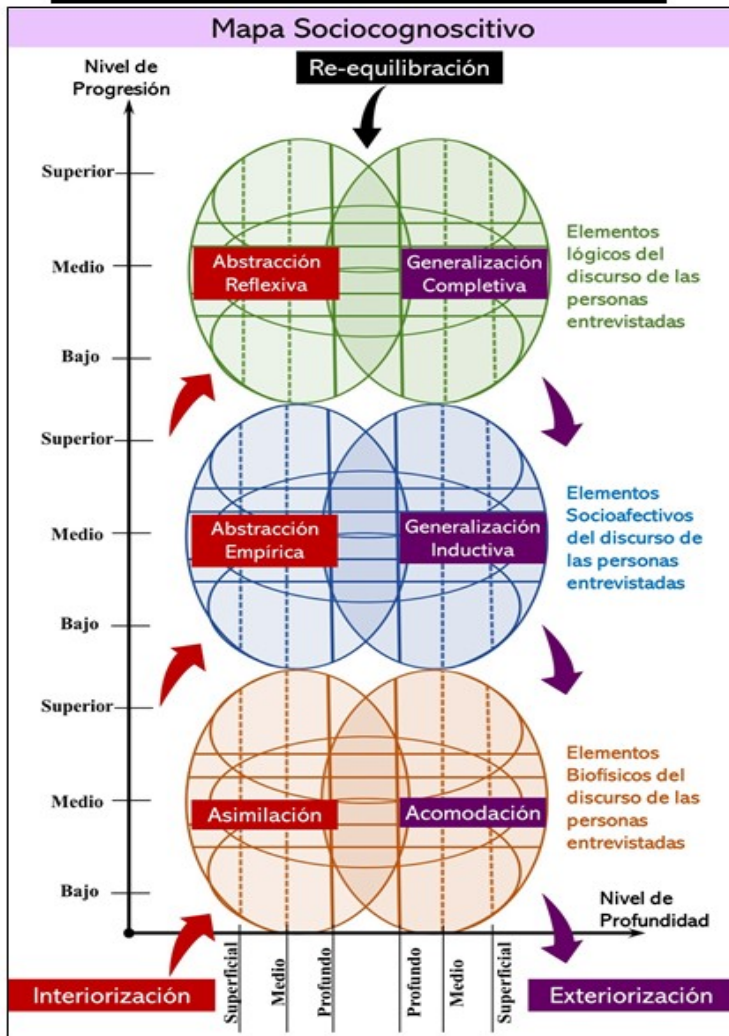 Mapa Sociocognoscitivo
Nivel de
Progresión
Re-equilibración
Superior
Medio
Bajo
Abstracción
Reflexiva
Generalización
Completiva
Elementos
lógicos del
discurso de las
personas
entrevistadas
Superior
Medio
Bajo
Abstracción
Empírica
Generalización
Inductiva
Elementos
Socioafectivos
del discurso de
las personas
entrevistadas
Superior
Medio
Bajo
Asimilación
Acomodación
Elementos
Biofísicos del
discurso de las
personas
entrevistadas
Nivel de
Profundidad
Interiorización
Superficial
Medio
Profundo
Profundo
Medio
Superficial
Exteriorización